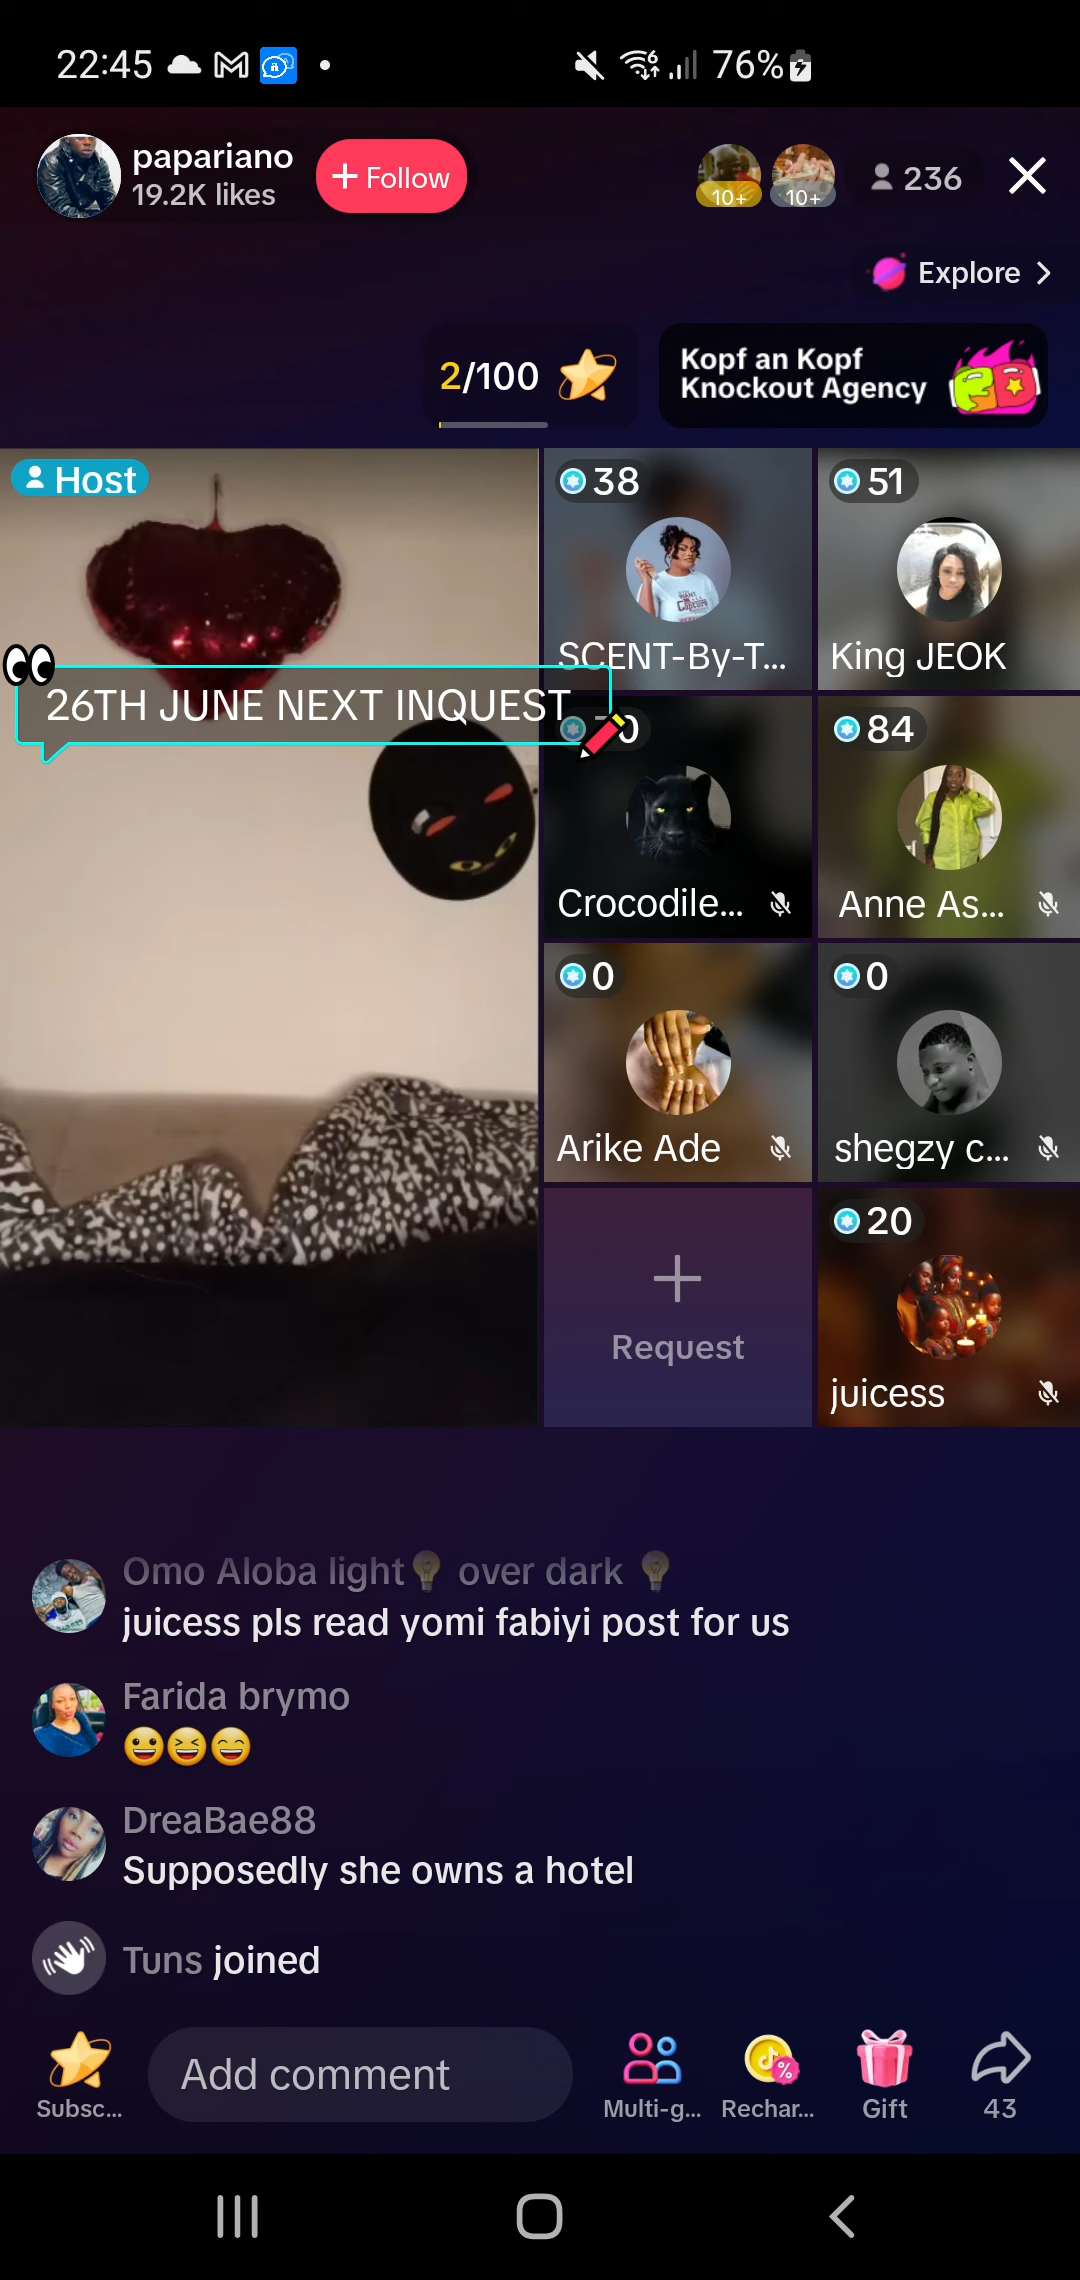 22:45
76%
papariano
19.2K likes
+ Follow
10+
10+
236
Explore
2/100
Kopf an Kopf
Knockout Agency
Host
38
51
SCENT-By-T...
King JEOK
26TH JUNE NEXT INQUEST
84
Crocodile...
Anne As...
0
0
Arike Ade
shegzy c...
Request
20
juicess
Omo Aloba light💡 over dark 💡
juicess pls read yomi fabiyi post for us
Farida brymo
😀😆😄
DreaBae88
Supposedly she owns a hotel
Tuns joined
Add comment
Subsc...
Multi-g...
Rechar...
Gift
43